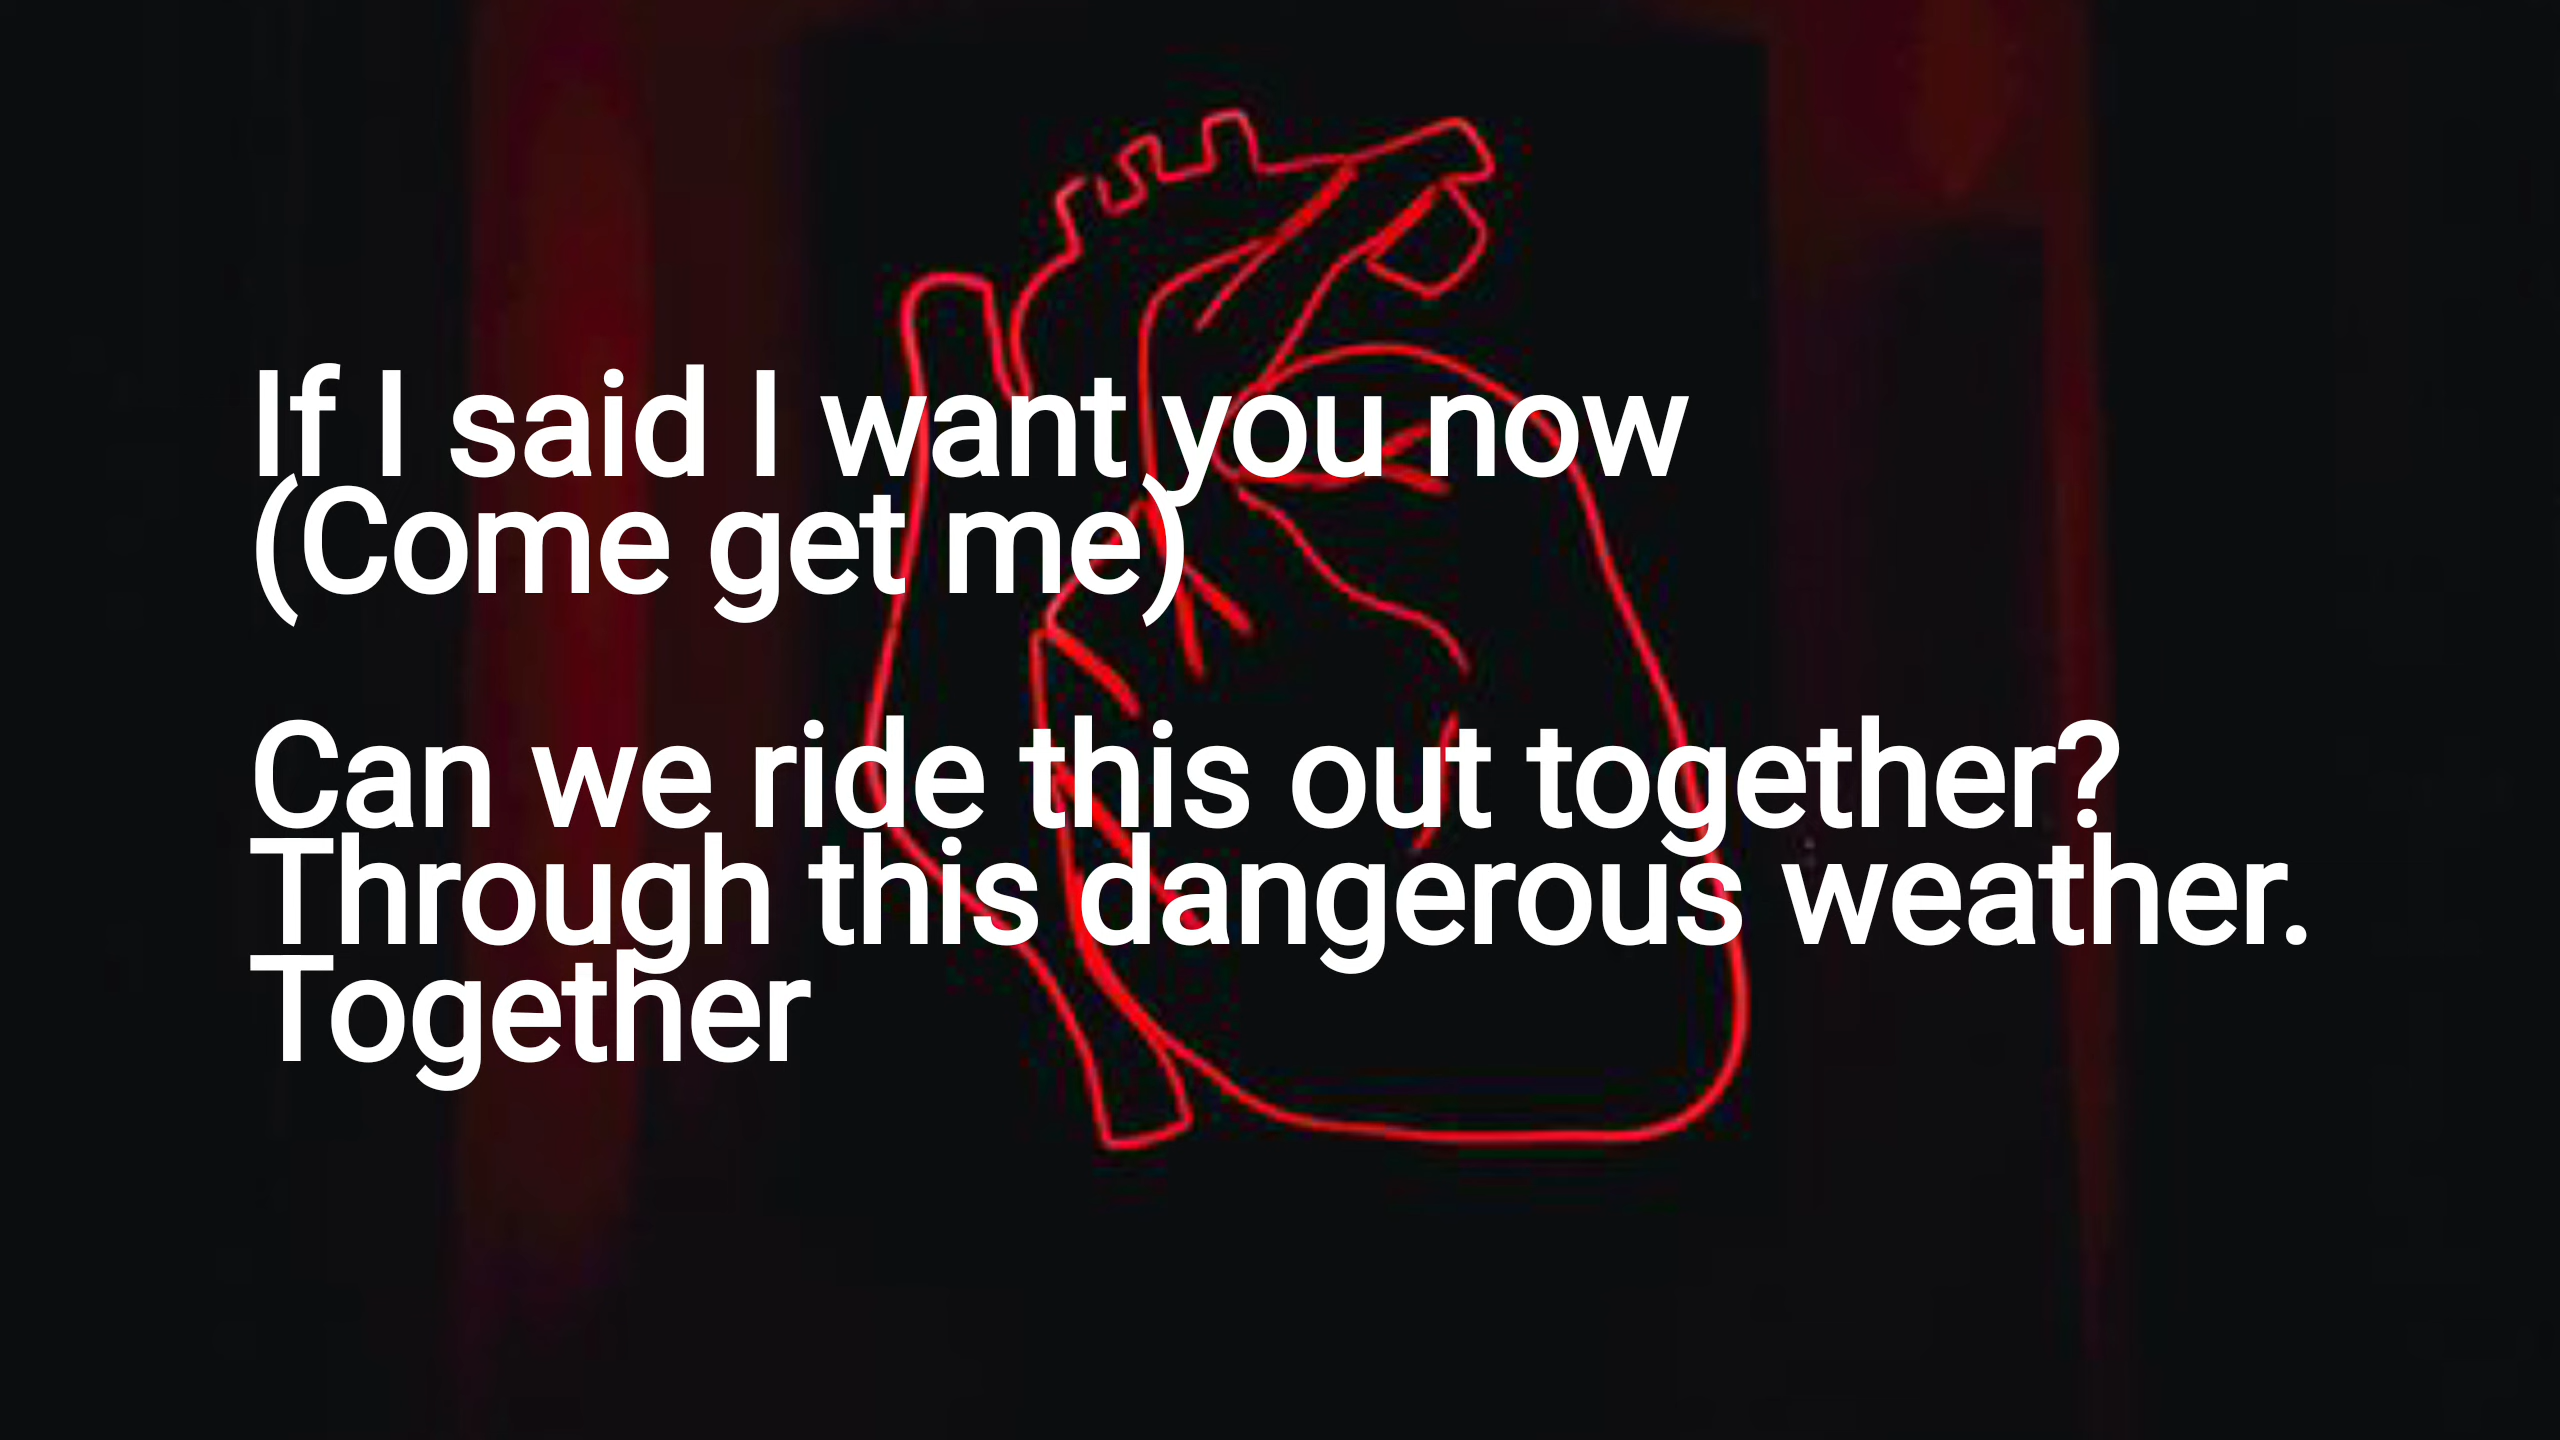 If I said I want you now
(Come get me)
Can we ride this out together?
Through this dangerous weather.
Together